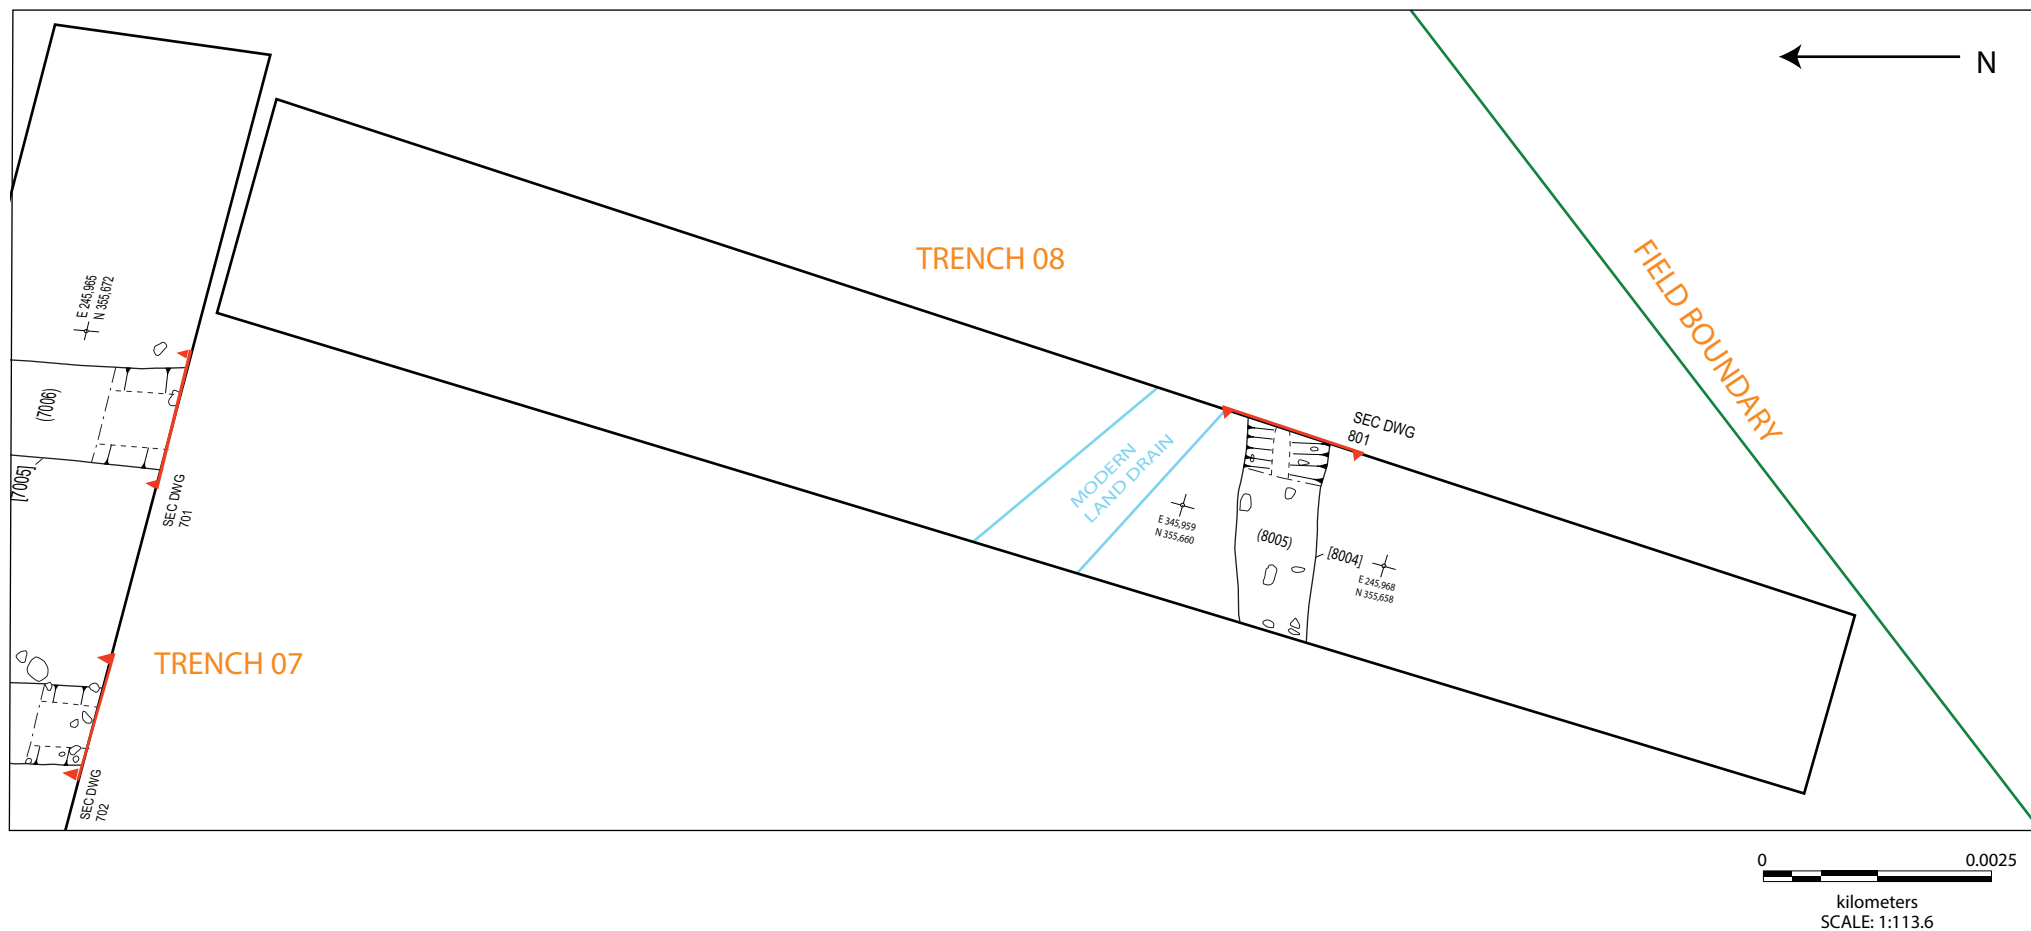 N
TRENCH 08
FIELD BOUNDARY
E 245,965
N 355,672
(7006)
[7005]
SEC DWG
701
SEC DWG
801
MODERN
LAND DRAIN
E 345,959
N 355,660
(8005)
[8004]
E 245,968
N 355,658
TRENCH 07
SEC DWG
702
0 0.0025
kilometers
SCALE: 1:113.6